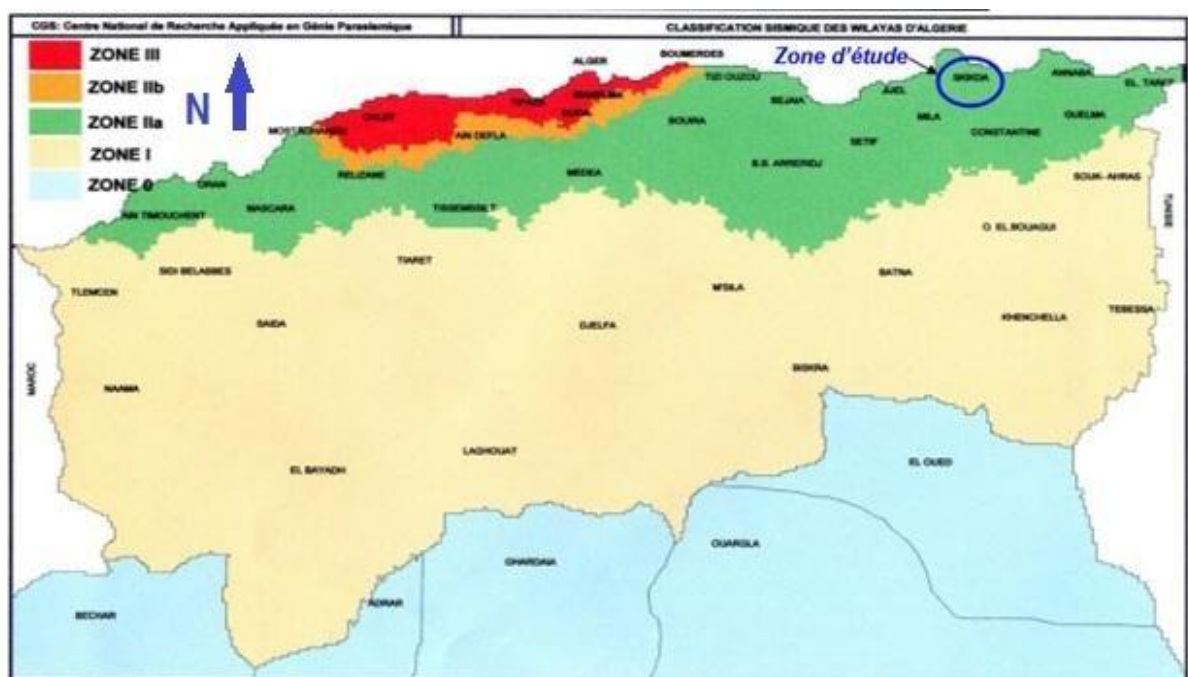 CGS: Centre National de Recherche Appliquée en Génie Parasismique
CLASSIFICATION SISMIQUE DES WILAYAS D'ALGERIE
ZONE III
ZONE IIb
ZONE IIa
ZONE I
ZONE 0
N
Zone d'étude
ALGER
BOUMERDES
TIZI OUZOU
BEJAIA
JIJEL
SKIKDA
ANNABA
EL TAREF
MOSTAGHANEM
CHLEF
TIPAZA
BLIDA
AIN DEFLA
BOUIRA
MILA
GUELMA
CONSTANTINE
SETIF
B.B. ARRERIDJ
MEDEA
RELIZANE
ORAN
MASCARA
AIN TIMOUCHENT
TISSEMSSILT
SOUK- AHRAS
TUNISIE
O. EL BOUAGUI
SIDI BELABBES
TIARET
TLEMCEN
BATNA
M'SILA
SAIDA
DJELFA
KHENCHELLA
TEBESSA
MAROC
NAAMA
BISKRA
LAGHOUAT
EL BAYADH
EL OUED
OUARGLA
GHARDAIA
ADRAR
BECHAR